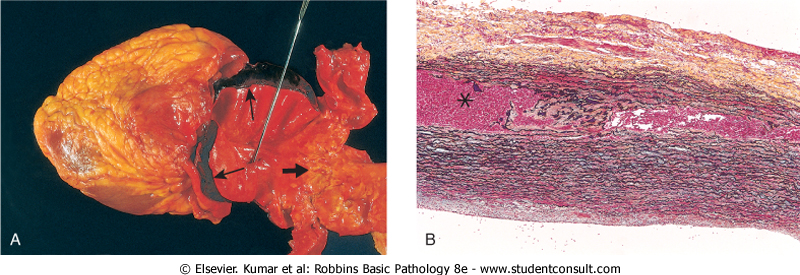 A
B
© Elsevier. Kumar et al: Robbins Basic Pathology 8e - www.studentconsult.com